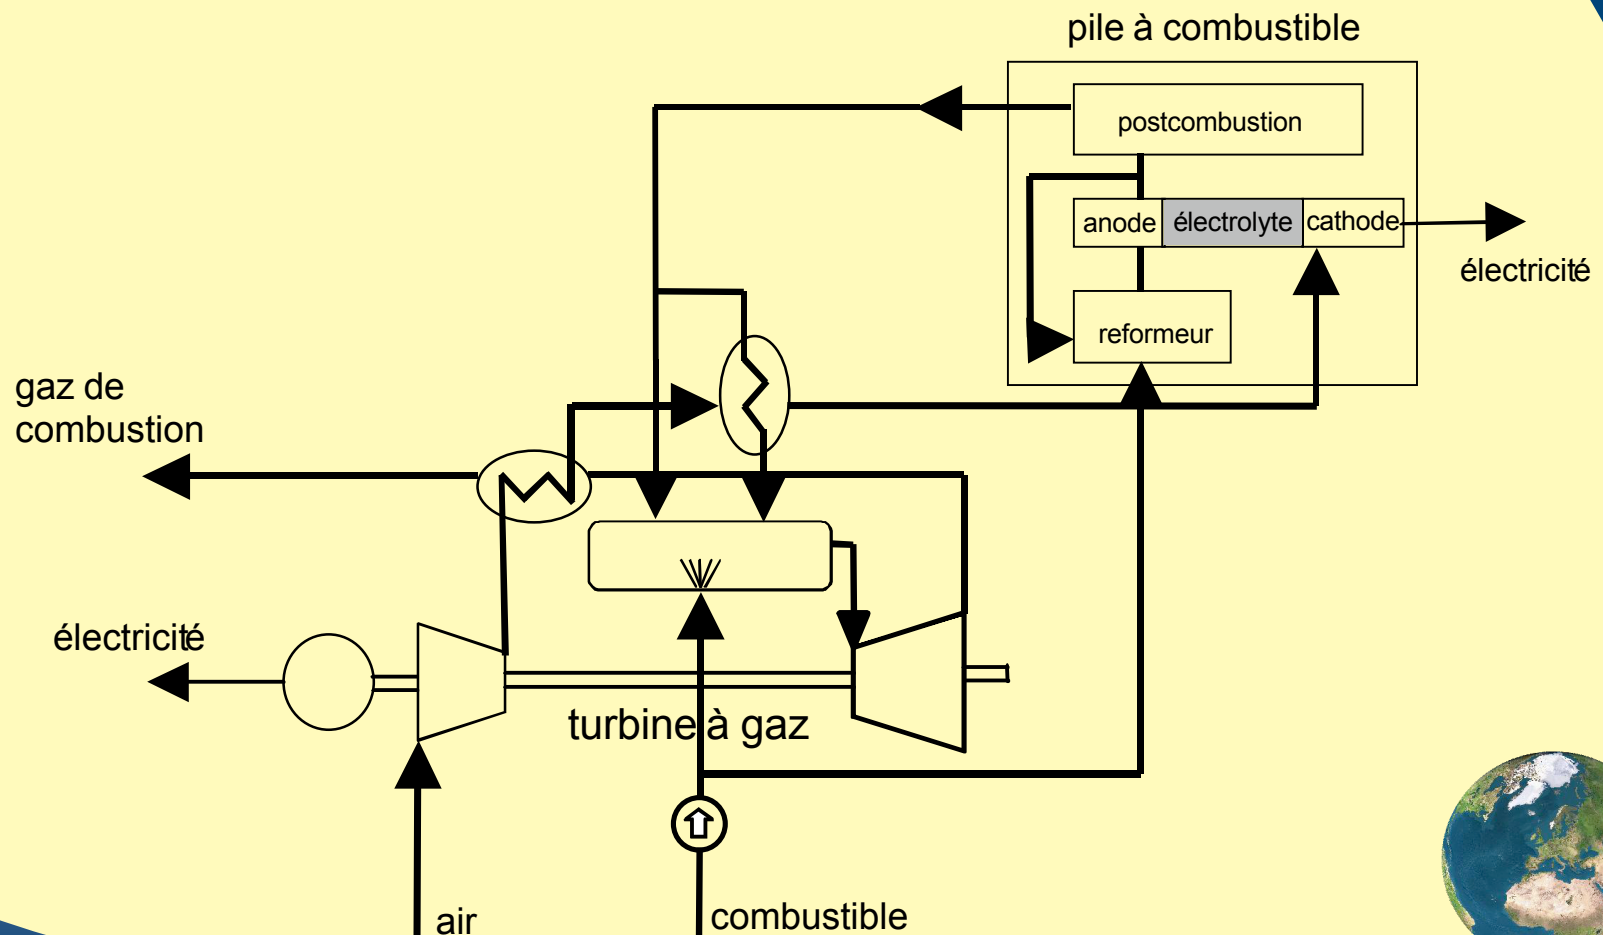 pile à combustible
postcombustion
anode
électrolyte
cathode
électricité
reformeur
gaz de
combustion
électricité
turbine à gaz
air
combustible